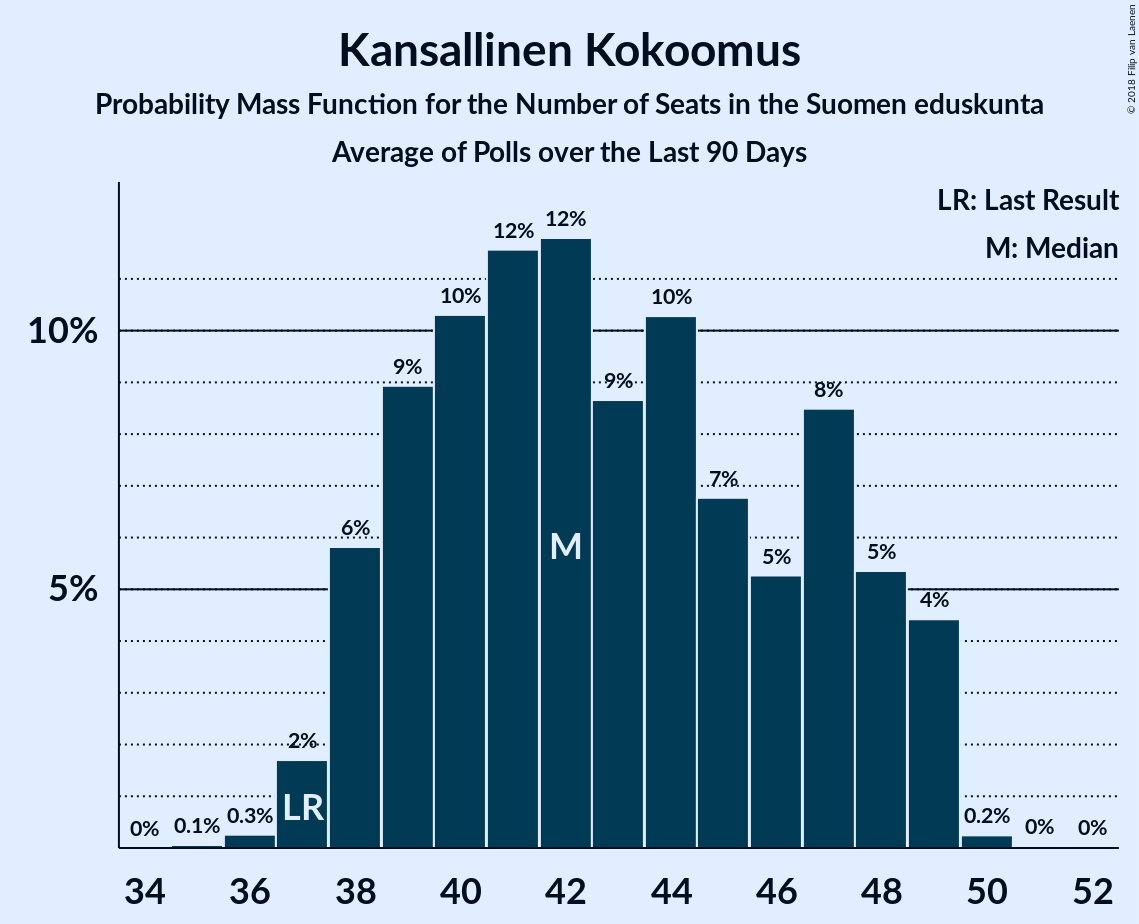 Kansallinen Kokoomus
Probability Mass Function for the Number of Seats in the Suomen eduskunta
Average of Polls over the Last 90 Days
© 2018 Filip van Laenen
LR: Last Result
M: Median
10%
5%
0%
0.1%
0.3%
2%
6%
9%
10%
12%
12%
9%
10%
7%
5%
8%
5%
4%
0.2%
0%
0%
LR
M
34 36 38 40 42 44 46 48 50 52